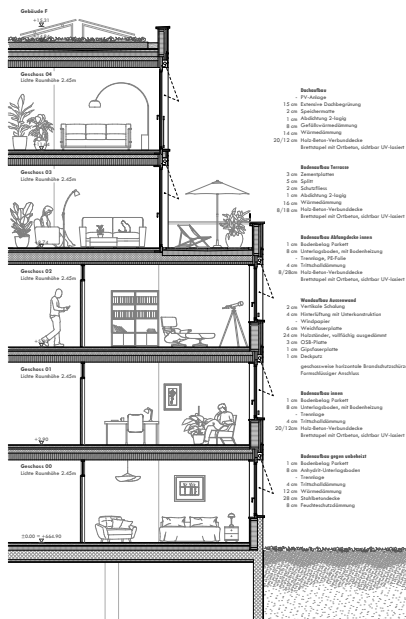 Gebäude F
+15.51
Geschoss 04
Lichte Raumhöhe 2.45m
Geschoss 03
Lichte Raumhöhe 2.45m
Geschoss 02
Lichte Raumhöhe 2.45m
Geschoss 01
Lichte Raumhöhe 2.45m
+2.90
Geschoss 00
Lichte Raumhöhe 2.45m
±0.00 = +664.90
Dachaufbau
- PV-Anlage
15 cm Extensive Dachbegrünung
2 cm Speichermatte
1 cm Abdichtung 2-lagig
8 cm Gefällswärmedämmung
14 cm Wärmedämmung
20/12 cm Holz-Beton-Verbunddecke
Brettstapel mit Ortbeton, sichtbar UV-lasiert
Bodenaufbau Terrasse
3 cm Zementplatten
5 cm Splitt
2 cm Schutzfliess
1 cm Abdichtung 2-lagig
16 cm Wärmedämmung
8/18 cm Holz-Beton-Verbunddecke
Brettstapel mit Ortbeton, sichtbar UV-lasiert
Bodenaufbau Abfangdecke innen
1 cm Bodenbelag Parkett
8 cm Unterlagsboden, mit Bodenheizung
- Trennlage, PE-Folie
4 cm Trittschalldämmung
8/28cm Holz-Beton-Verbunddecke
Brettstapel mit Ortbeton, sichtbar UV-lasiert
Wandaufbau Aussenwand
2 cm Vertikale Schalung
4 cm Hinterlüftung mit Unterkonstruktion
- Windpapier
6 cm Weichfaserplatte
24 cm Holzständer, vollflächig ausgedämmt
2 cm OSB-Platte
1 cm Gipsfaserplatte
1 cm Deckputz
geschossweise horizontale Brandschutzschürze
Formschlüssiger Anschluss
Bodenaufbau innen
1 cm Bodenbelag Parkett
8 cm Unterlagsboden, mit Bodenheizung
- Trennlage
4 cm Trittschalldämmung
20/12cm Holz-Beton-Verbunddecke
Brettstapel mit Ortbeton, sichtbar UV-lasiert
Bodenaufbau gegen unbeheizt
1 cm Bodenbelag Parkett
8 cm Anhydrit-Unterlagsboden
- Trennlage
4 cm Trittschalldämmung
12 cm Wärmedämmung
28 cm Stahlbetondecke
8 cm Feuchteschutzdämmung